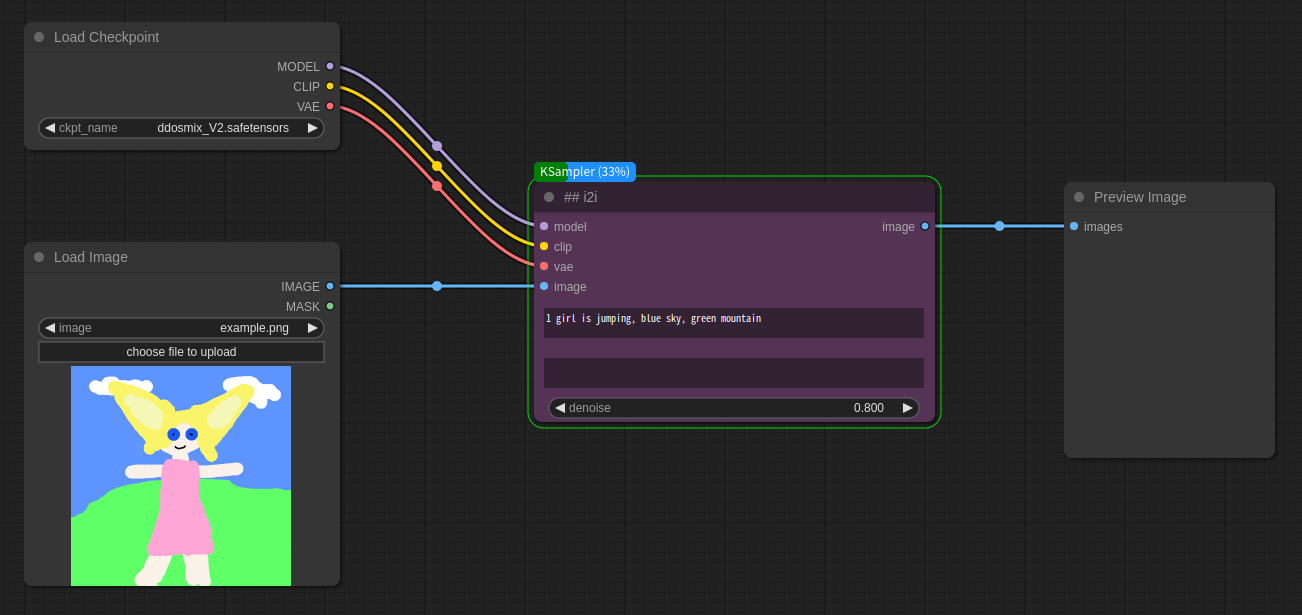 Load Checkpoint
MODEL
CLIP
VAE
ckpt_name ddosmix_V2.safetensors
Load Image
IMAGE
MASK
image example.png
choose file to upload
KSampler (33%)
## i2i
model image
clip
vae
image
1 girl is jumping, blue sky, green mountain
denoise 0.800
Preview Image
images